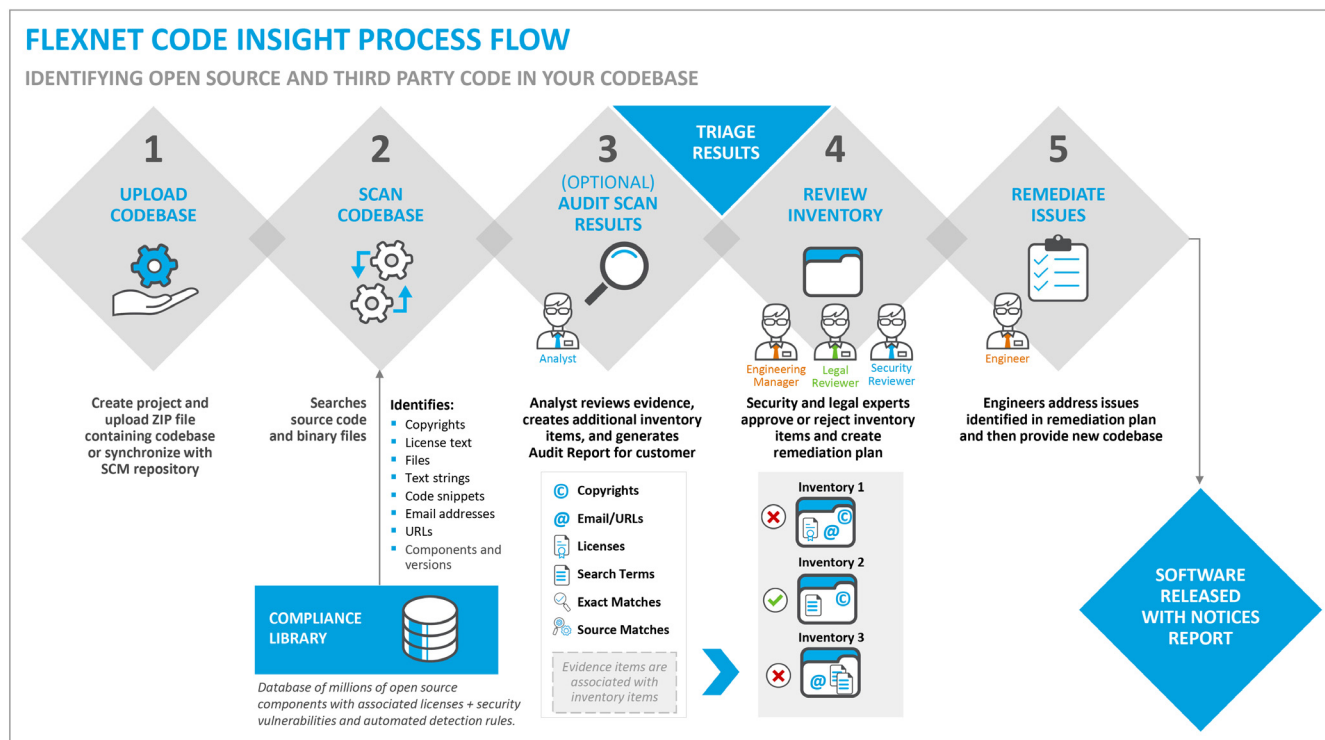 FLEXNET CODE INSIGHT PROCESS FLOW
IDENTIFYING OPEN SOURCE AND THIRD PARTY CODE IN YOUR CODEBASE
1
UPLOAD
CODEBASE
Create project and
upload ZIP file
containing codebase
or synchronize with
SCM repository
2
SCAN
CODEBASE
Searches
source code
and binary files
Identifies:
Copyrights
License text
Files
Text strings
Code snippets
Email addresses
URLs
Components and
versions
COMPLIANCE
LIBRARY
Database of millions of open source
components with associated licenses + security
vulnerabilities and automated detection rules.
3
(OPTIONAL)
AUDIT SCAN
RESULTS
Analyst
Analyst reviews evidence,
creates additional inventory
items, and generates
Audit Report for customer
© Copyrights
@ Email/URLs
Licenses
Search Terms
Exact Matches
Source Matches
Evidence items are
associated with
inventory items
TRIAGE
RESULTS
4
REVIEW
INVENTORY
Engineering
Manager
Legal
Reviewer
Security
Reviewer
Security and legal experts
approve or reject inventory
items and create
remediation plan
Inventory 1
©
@
Inventory 2
©
Inventory 3
@
5
REMEDIATE
ISSUES
Engineer
Engineers address issues
identified in remediation plan
and then provide new codebase
SOFTWARE
RELEASED
WITH NOTICES
REPORT